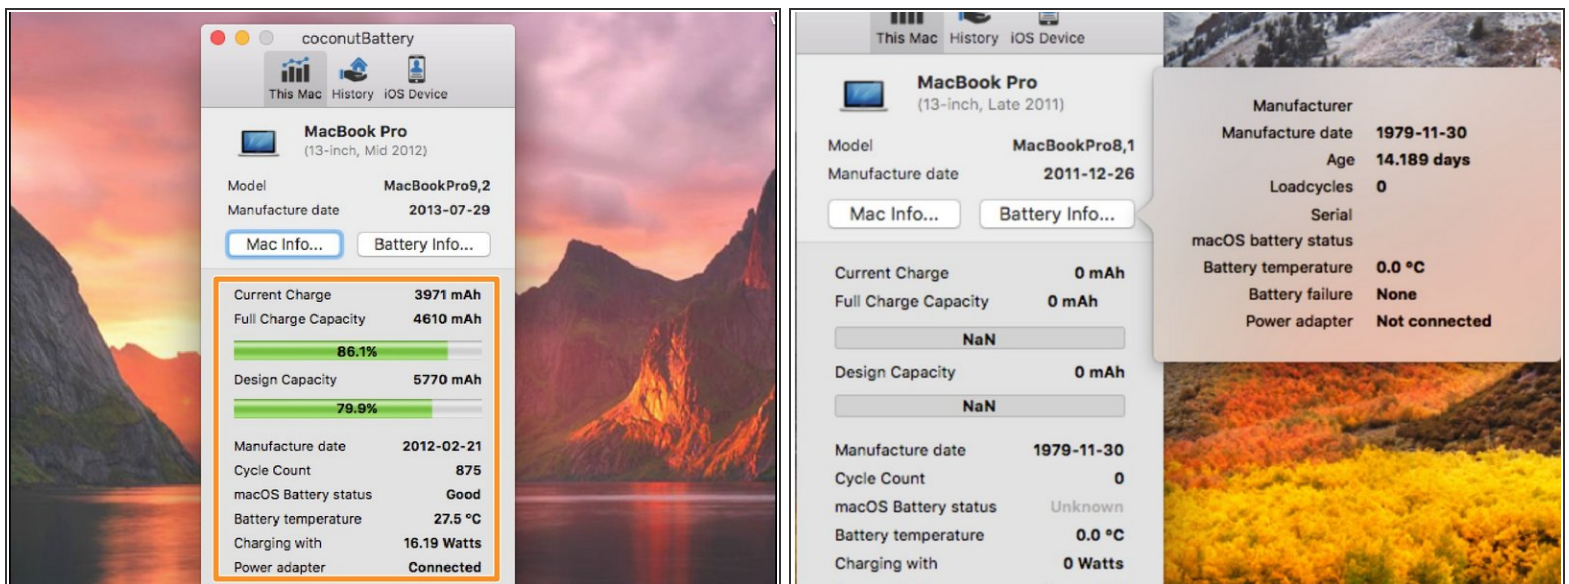 coconutBattery
This Mac History iOS Device
MacBook Pro
(13-inch, Mid 2012)
Model MacBookPro9,2
Manufacture date 2013-07-29
Mac Info... Battery Info...
Current Charge 3971 mAh
Full Charge Capacity 4610 mAh
86.1%
Design Capacity 5770 mAh
79.9%
Manufacture date 2012-02-21
Cycle Count 875
macOS Battery status Good
Battery temperature 27.5 °C
Charging with 16.19 Watts
Power adapter Connected
This Mac History iOS Device
MacBook Pro
(13-inch, Late 2011)
Model MacBookPro8,1
Manufacture date 2011-12-26
Mac Info... Battery Info...
Current Charge 0 mAh
Full Charge Capacity 0 mAh
NaN
Design Capacity 0 mAh
NaN
Manufacture date 1979-11-30
Cycle Count 0
macOS Battery status Unknown
Battery temperature 0.0 °C
Charging with 0 Watts
Manufacturer
Manufacture date 1979-11-30
Age 14.189 days
Loadcycles 0
Serial
macOS battery status
Battery temperature 0.0 °C
Battery failure None
Power adapter Not connected